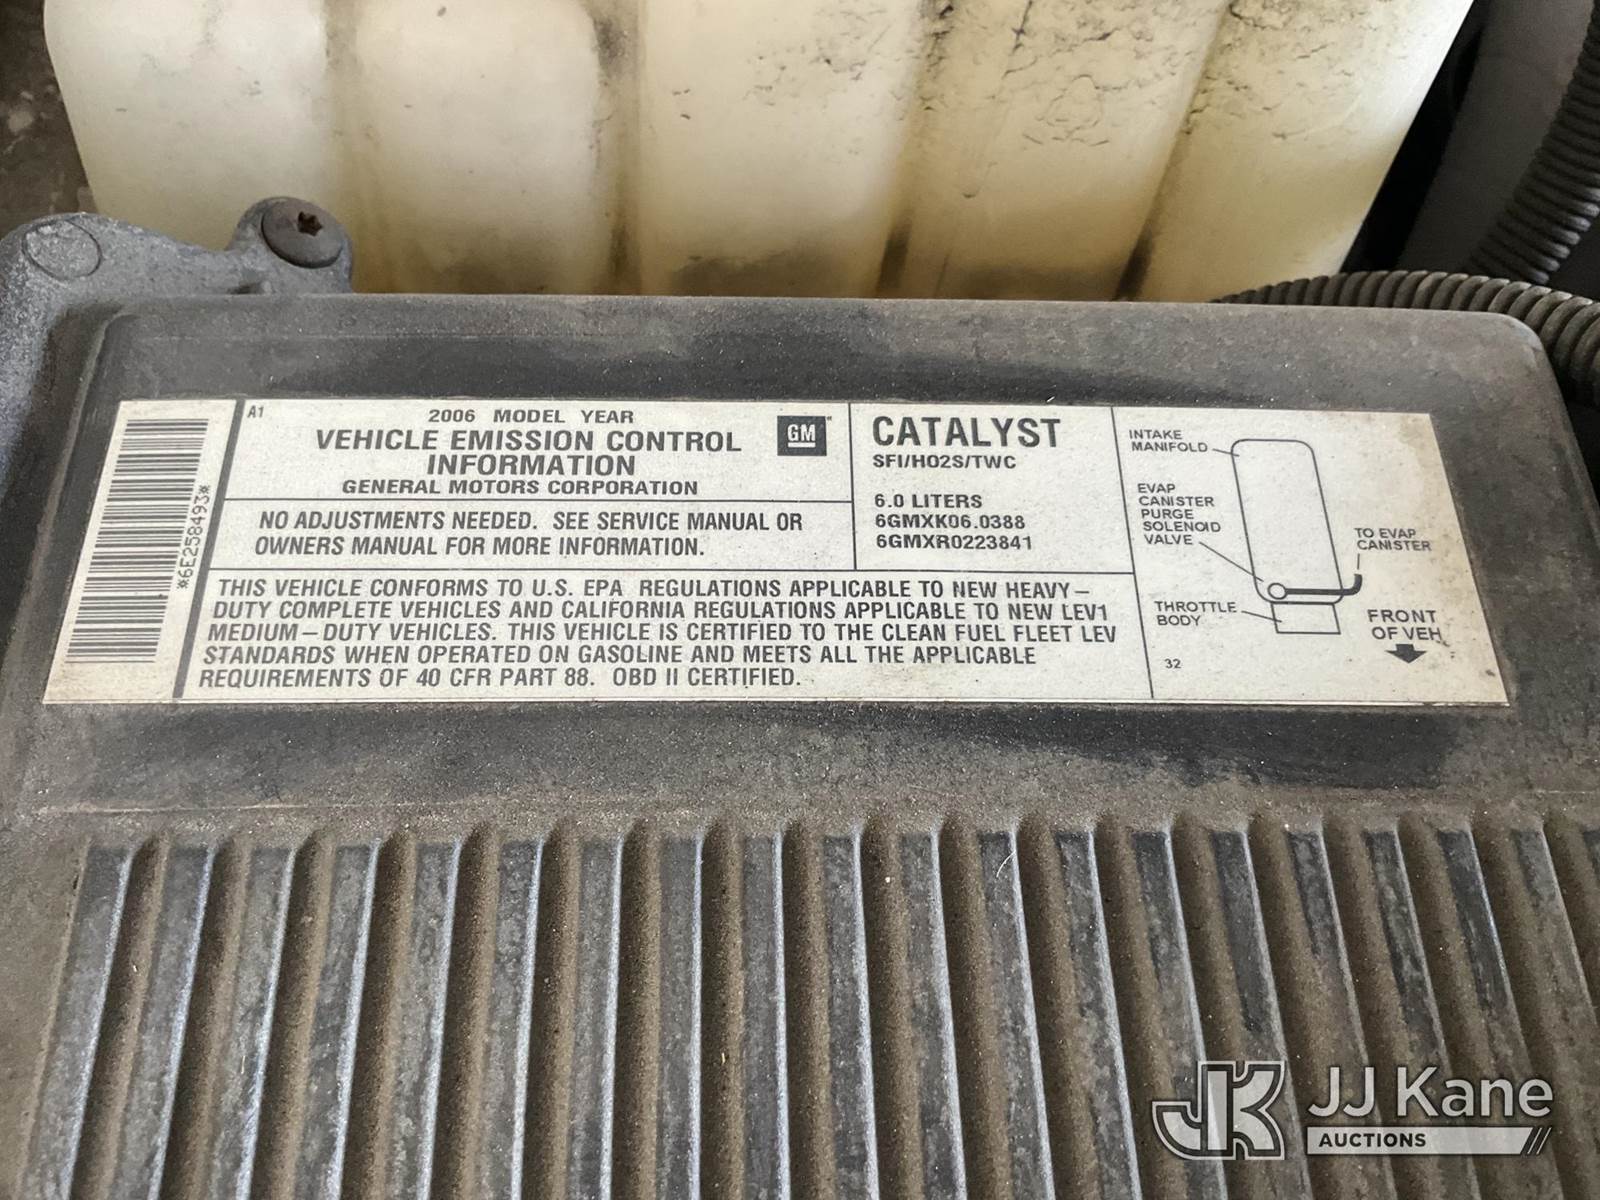 *6E258493*
A1
2006 MODEL YEAR
VEHICLE EMISSION CONTROL
INFORMATION
GENERAL MOTORS CORPORATION
GM
NO ADJUSTMENTS NEEDED. SEE SERVICE MANUAL OR
OWNERS MANUAL FOR MORE INFORMATION.
CATALYST
SFI/HO2S/TWC
6.0 LITERS
6GMXK06.0388
6GMXR0223841
THIS VEHICLE CONFORMS TO U.S. EPA REGULATIONS APPLICABLE TO NEW HEAVY–
DUTY COMPLETE VEHICLES AND CALIFORNIA REGULATIONS APPLICABLE TO NEW LEV1
MEDIUM–DUTY VEHICLES. THIS VEHICLE IS CERTIFIED TO THE CLEAN FUEL FLEET LEV
STANDARDS WHEN OPERATED ON GASOLINE AND MEETS ALL THE APPLICABLE
REQUIREMENTS OF 40 CFR PART 88. OBD II CERTIFIED.
INTAKE
MANIFOLD
EVAP
CANISTER
PURGE
SOLENOID
VALVE
TO EVAP
CANISTER
THROTTLE
BODY
FRONT
OF VEH.
32
JK JJ Kane
AUCTIONS